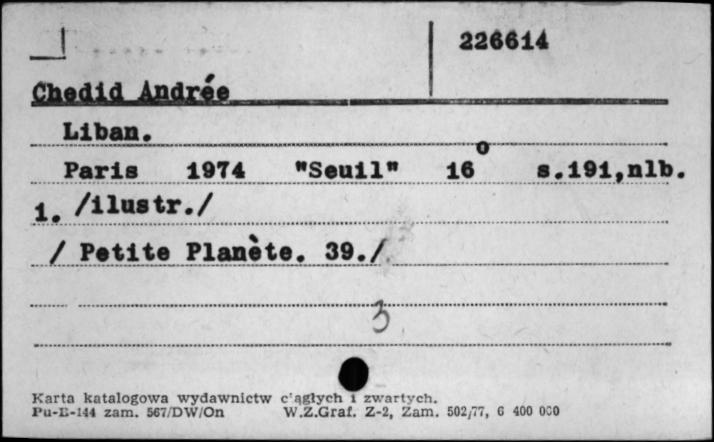 226614
Chedid Andrée
Liban.
Paris 1974 "Seuil" 16° s.191,nlb.
1. /ilustr./
/ Petite Planète. 39./
3
Karta katalogowa wydawnictw ciągłych i zwartych.
Pu-B-144 zam. 567/DW/On W.Z.Graf. Z-2, Zam. 502/77, 6 400 000